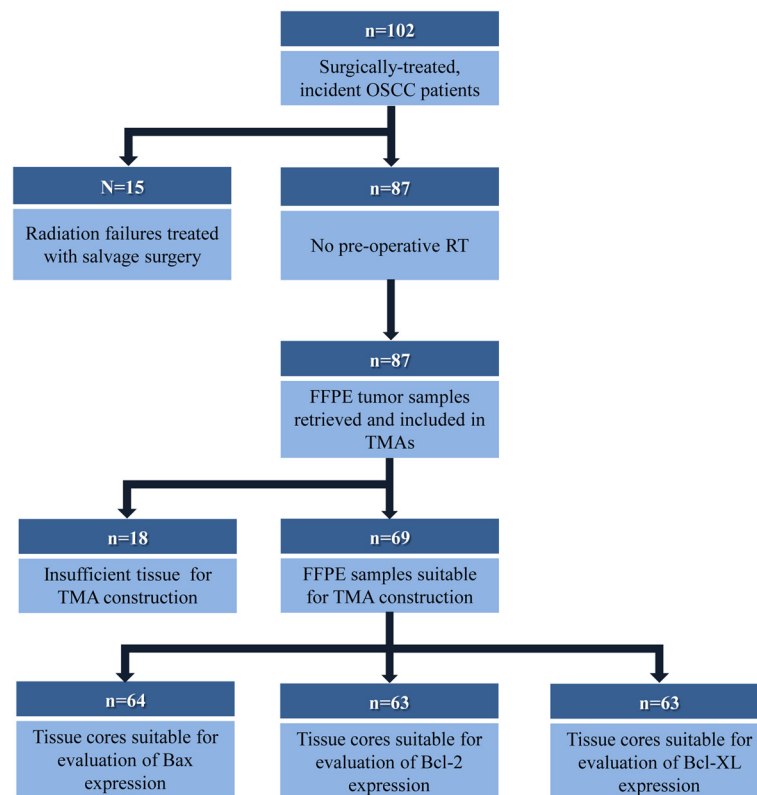 n=102
Surgically-treated,
incident OSCC
patients
N=15
Radiation failures treated
with salvage surgery
n=87
No pre-operative RT
n=87
FFPE tumor samples
retrieved and included in
TMAs
n=18
Insufficient tissue for
TMA construction
n=69
FFPE samples suitable
for TMA construction
n=64
Tissue cores suitable for
evaluation of Bax
expression
n=63
Tissue cores suitable for
evaluation of Bcl-2
expression
n=63
Tissue cores suitable for
evaluation of Bcl-XL
expression